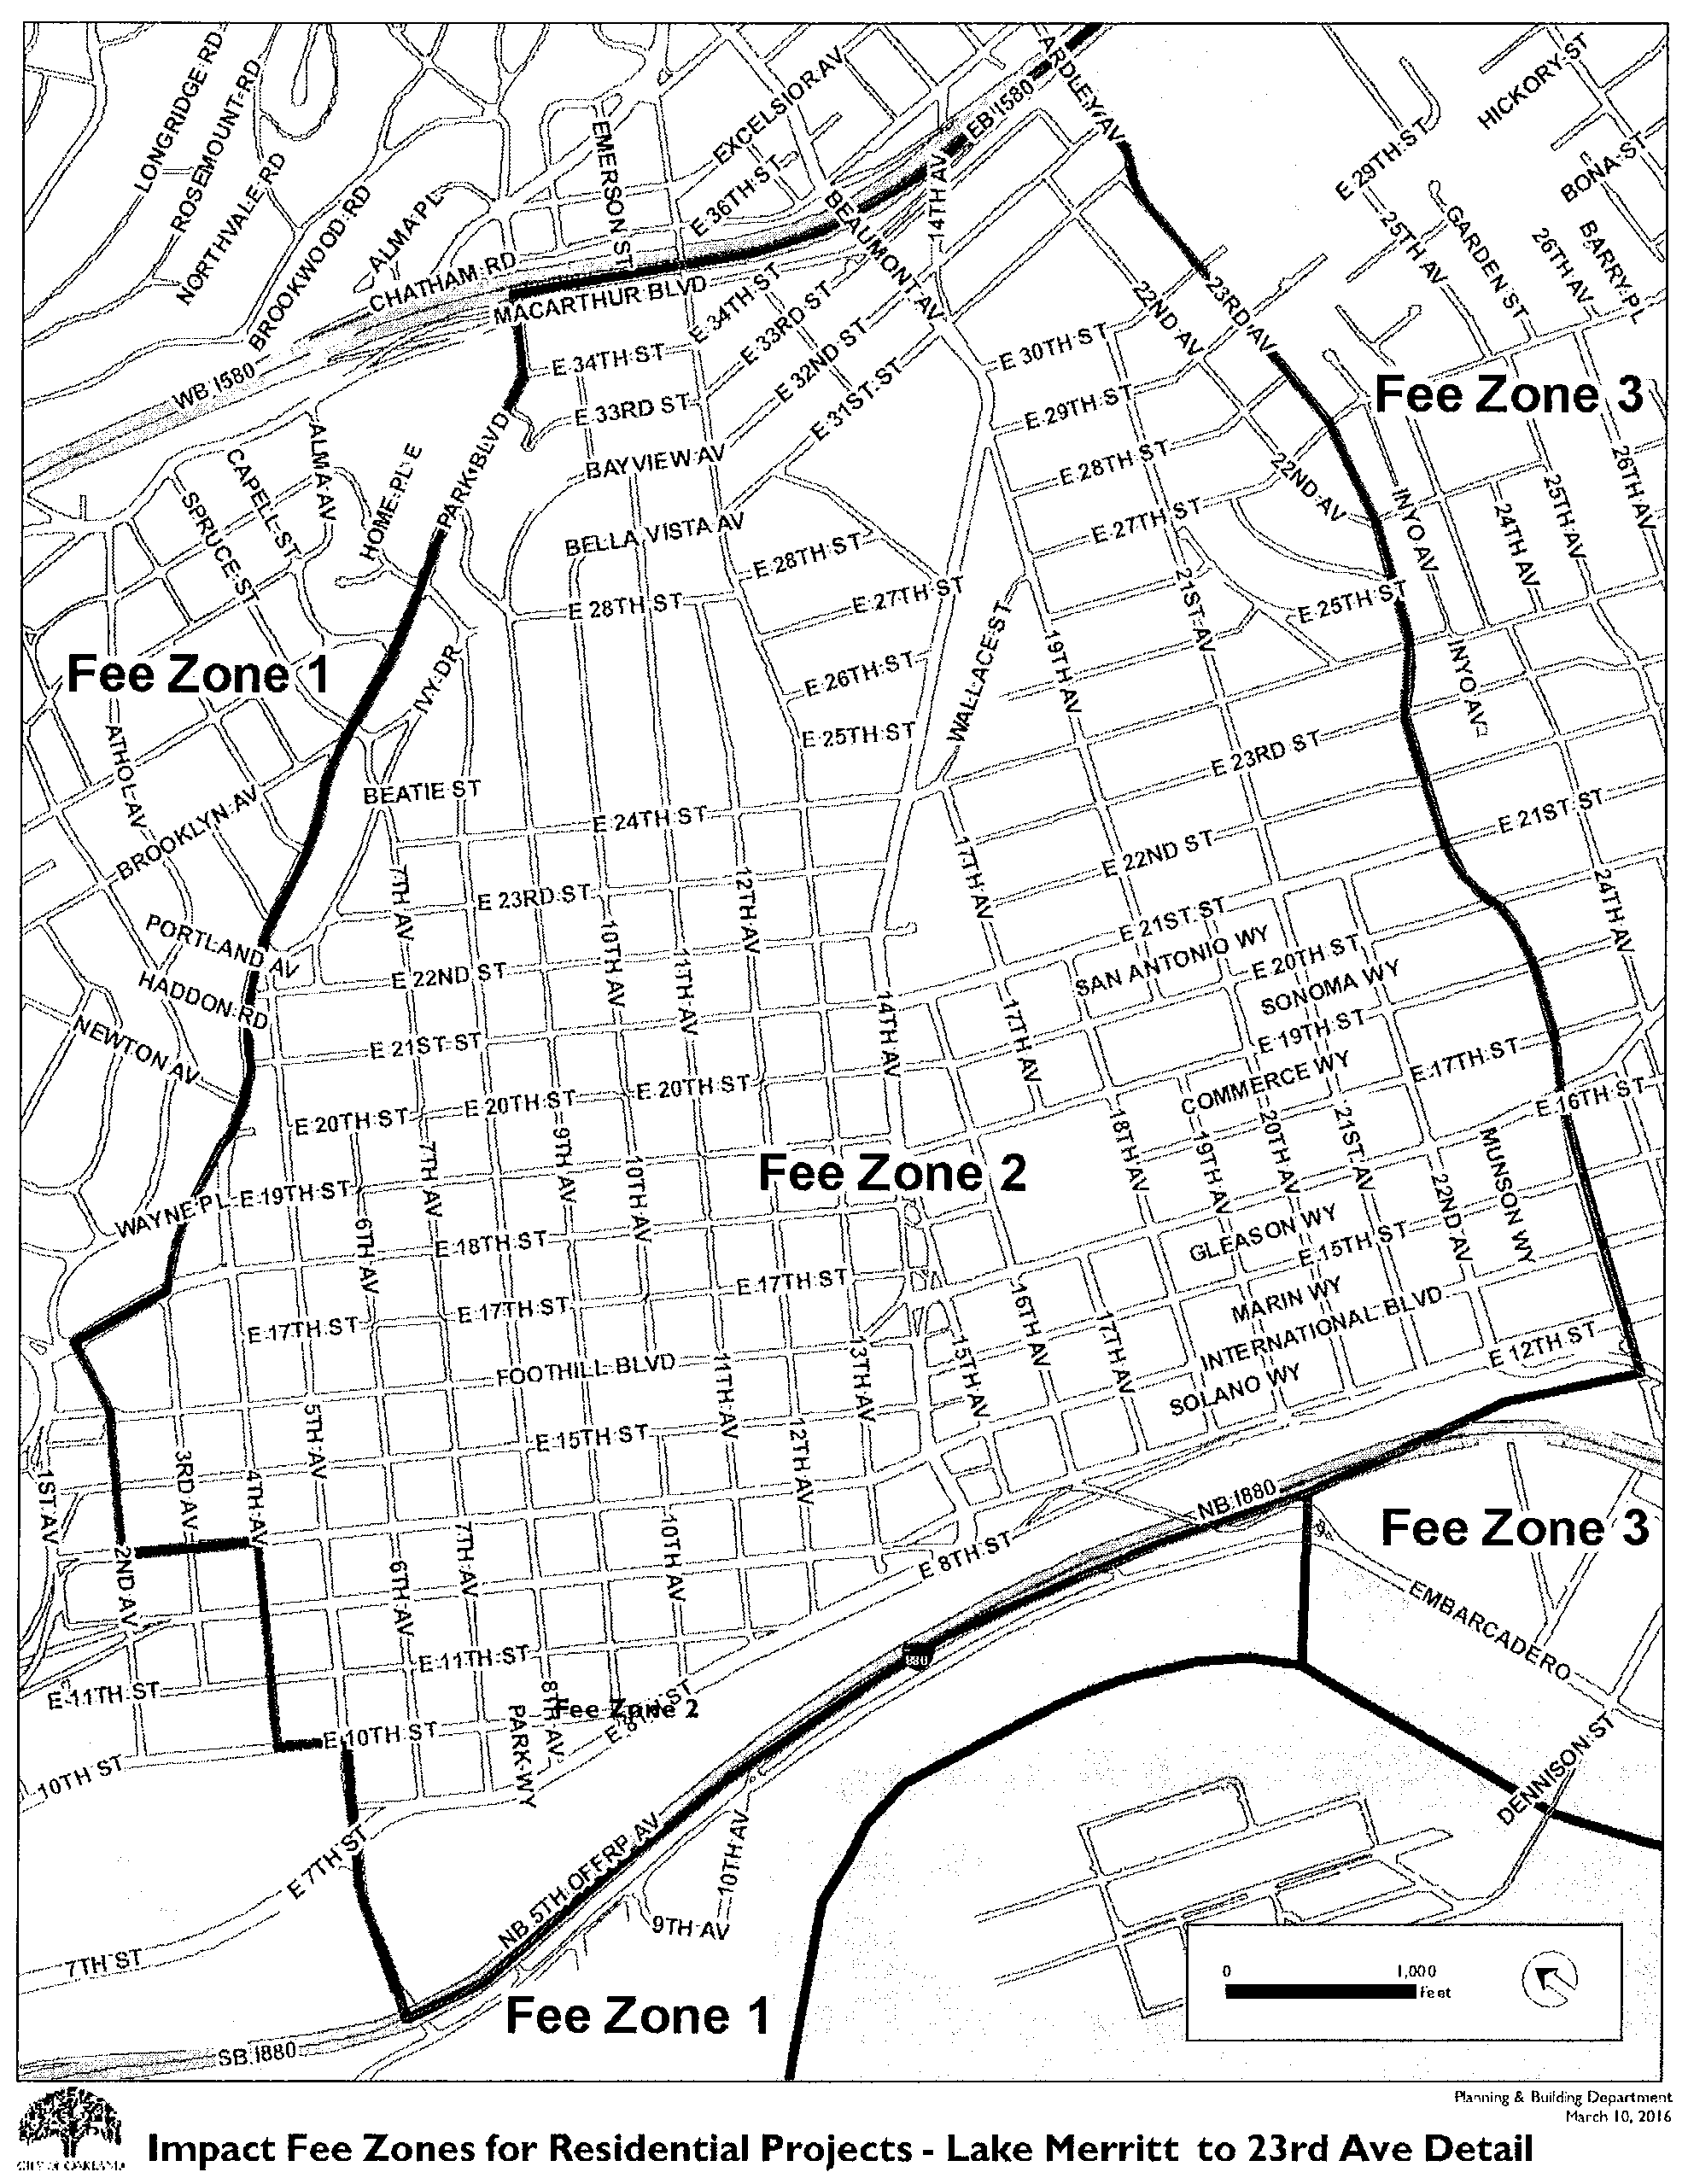 LONGRIDGE RD
ROSEMOUNT RD
NORTHVALE RD
BROOKWOOD RD
ALMA PL
CHATHAM RD
EMERSON ST
EXCELSIOR AV
E 36TH ST
BEAUMONT AV
14TH AV
EB I580
ARDLEY AV
HICKORY ST
E 29TH ST
BONA ST
25TH AV
GARDEN ST
26TH AV
BARRY PL
MACARTHUR BLVD
WB I580
E 34TH ST
E 34TH ST
E 33RD ST
E 33RD ST
E 32ND ST
E 31ST ST
E 30TH ST
22ND AV
23RD AV
E 29TH ST
Fee Zone 3
BAYVIEW AV
PARK BLVD
ALMA AV
CAPELL ST
SPRUCE ST
HOME PL E
E 28TH ST
22ND AV
INYO AV
24TH AV
25TH AV
26TH AV
BELLA VISTA AV
E 28TH ST
E 27TH ST
E 27TH ST
E 28TH ST
21ST AV
E 25TH ST
Fee Zone 1
IVY DR
E 26TH ST
WALLACE ST
19TH AV
INYO AV
E 25TH ST
E 23RD ST
ATHOL AV
BROOKLYN AV
BEATIE ST
E 24TH ST
E 22ND ST
E 21ST ST
7TH AV
E 23RD ST
12TH AV
17TH AV
24TH AV
PORTLAND AV
HADDON RD
NEWTON AV
E 22ND ST
10TH AV
11TH AV
E 21ST ST
SAN ANTONIO WY
E 20TH ST
SONOMA WY
E 21ST ST
14TH AV
17TH AV
E 19TH ST
COMMERCE WY
E 17TH ST
E 16TH ST
E 20TH ST
E 20TH ST
E 20TH ST
7TH AV
9TH AV
10TH AV
Fee Zone 2
18TH AV
19TH AV
20TH AV
21ST AV
22ND AV
MUNSON WY
WAYNE PL
E 19TH ST
6TH AV
E 18TH ST
GLEASON WY
E 15TH ST
E 17TH ST
E 17TH ST
E 17TH ST
MARIN WY
INTERNATIONAL BLVD
E 12TH ST
FOOTHILL BLVD
11TH AV
13TH AV
15TH AV
16TH AV
17TH AV
SOLANO WY
1ST AV
3RD AV
4TH AV
5TH AV
E 15TH ST
12TH AV
2ND AV
6TH AV
7TH AV
10TH AV
E 8TH ST
NB I880
Fee Zone 3
EMBARCADERO
E 11TH ST
E 11TH ST
880
Fee Zone 2
8TH AV
PARK WY
E 8TH ST
E 10TH ST
10TH ST
DENNISON ST
E 7TH ST
7TH ST
NB 5TH OFFRP AV
10TH AV
9TH AV
Fee Zone 1
SB I880
0 1,000
feet
Planning & Building Department
March 10, 2016
CITY OF OAKLAND
Impact Fee Zones for Residential Projects - Lake Merritt to 23rd Ave Detail